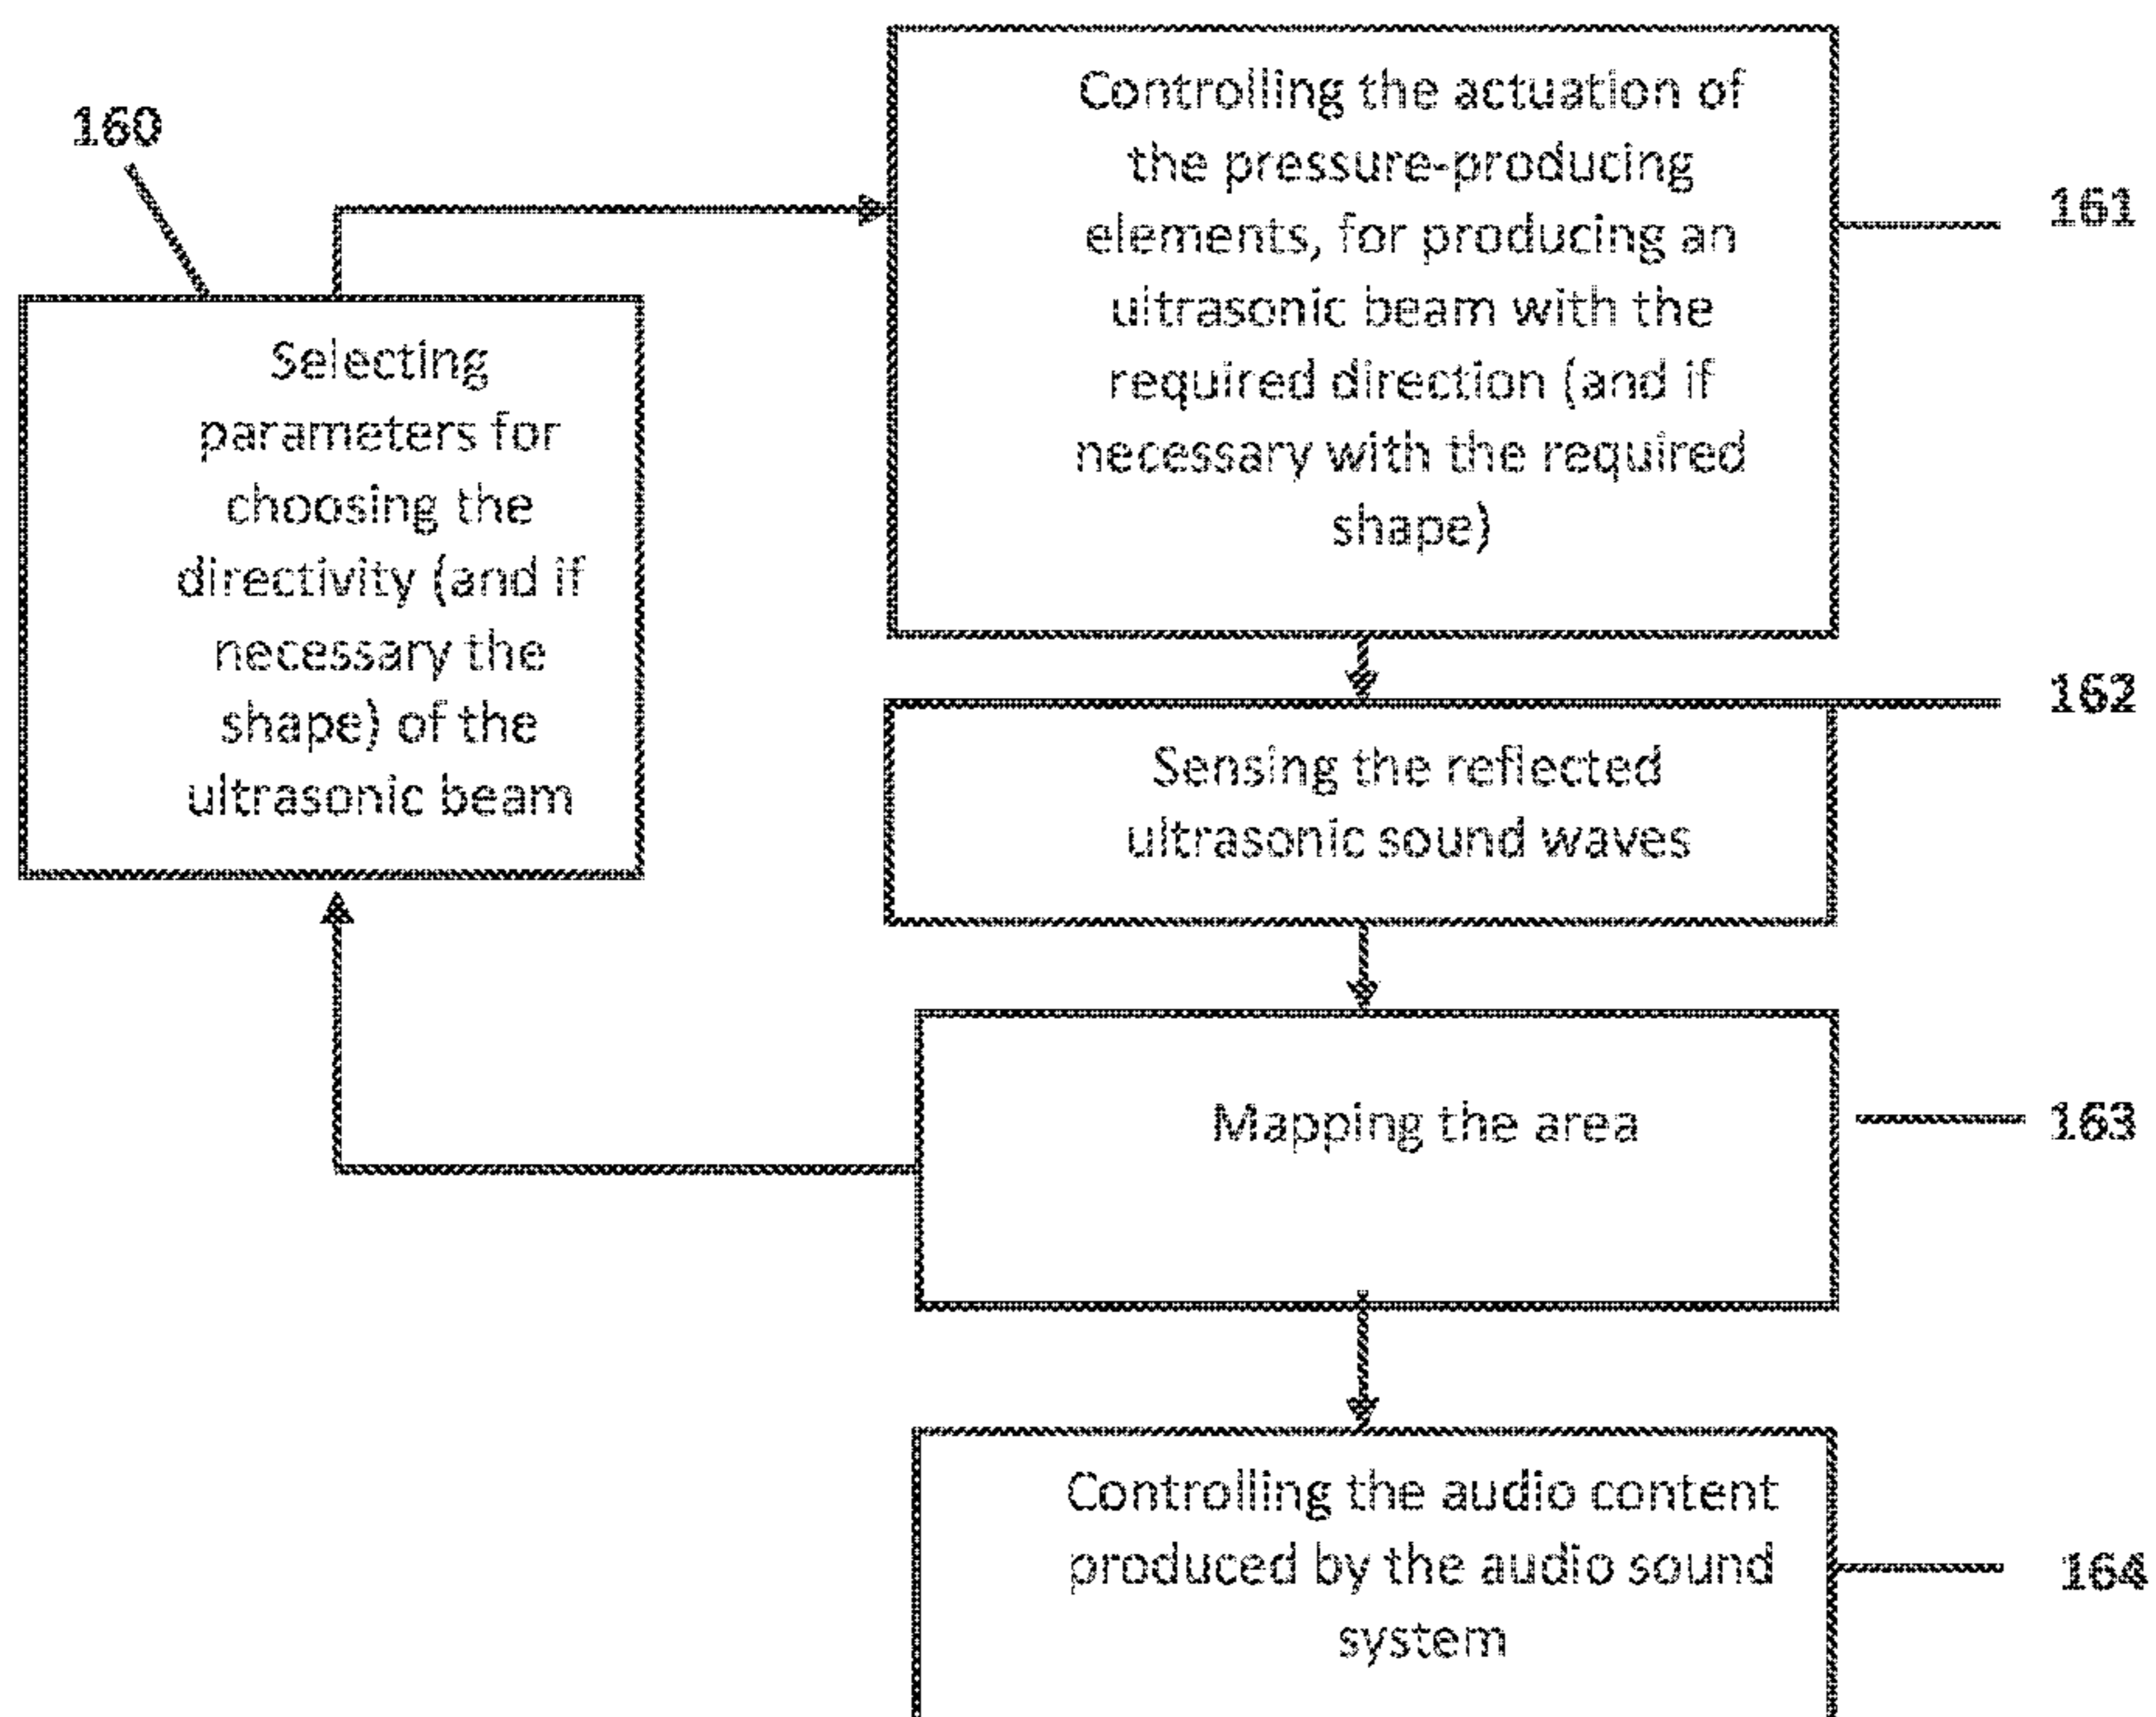 160
Selecting
parameters for
choosing the
directivity (and if
necessary the
shape) of the
ultrasonic beam
Controlling the actuation of
the pressure-producing
elements, for producing an
ultrasonic beam with the
required direction (and if
necessary with the required
shape)
161
162
Sensing the reflected
ultrasonic sound waves
Mapping the area
163
Controlling the audio content
produced by the audio sound
system
164